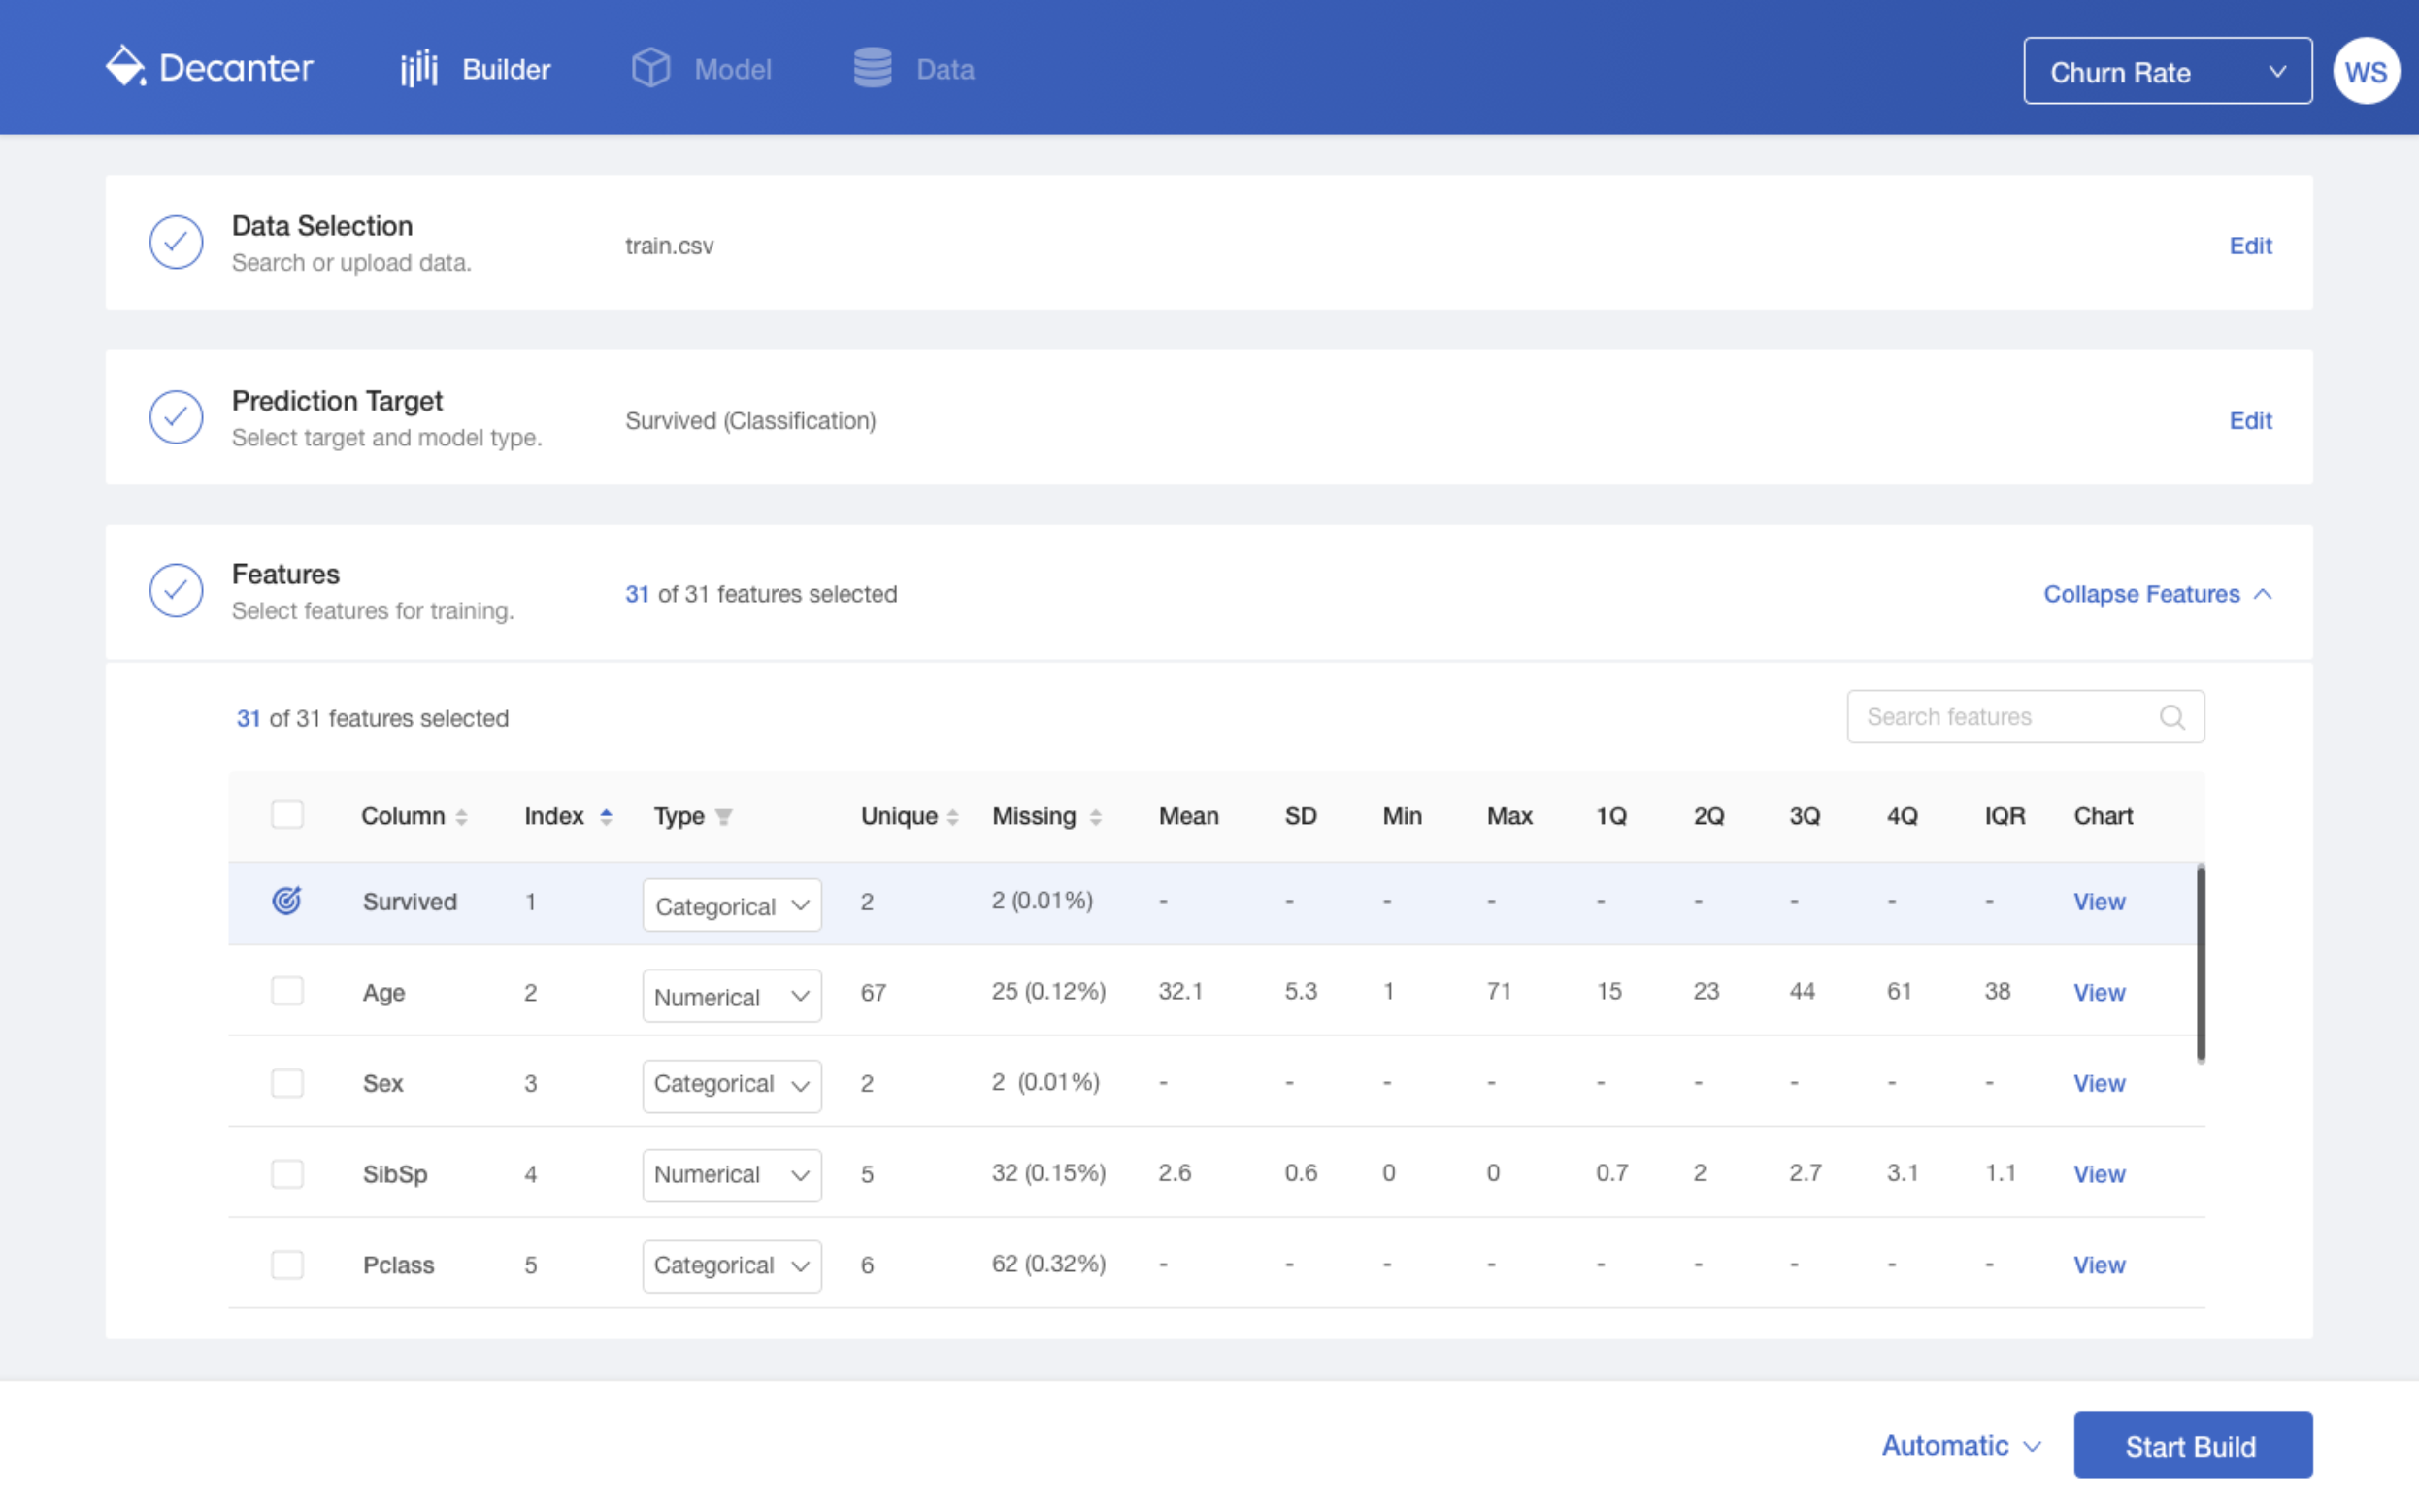 Decanter Builder Model Data Churn Rate WS
Data Selection
Search or upload data.
train.csv
Edit
Prediction Target
Select target and model type.
Survived (Classification)
Edit
Features
Select features for training.
31 of 31 features selected
Collapse Features
31 of 31 features selected
Search features
Column Index Type Unique Missing Mean SD Min Max 1Q 2Q 3Q 4Q IQR Chart
Survived 1 Categorical 2 2 (0.01%) - - - - - - - - - View
Age 2 Numerical 67 25 (0.12%) 32.1 5.3 1 71 15 23 44 61 38 View
Sex 3 Categorical 2 2 (0.01%) - - - - - - - - - View
SibSp 4 Numerical 5 32 (0.15%) 2.6 0.6 0 0 0.7 2 2.7 3.1 1.1 View
Pclass 5 Categorical 6 62 (0.32%) - - - - - - - - - View
Automatic Start Build